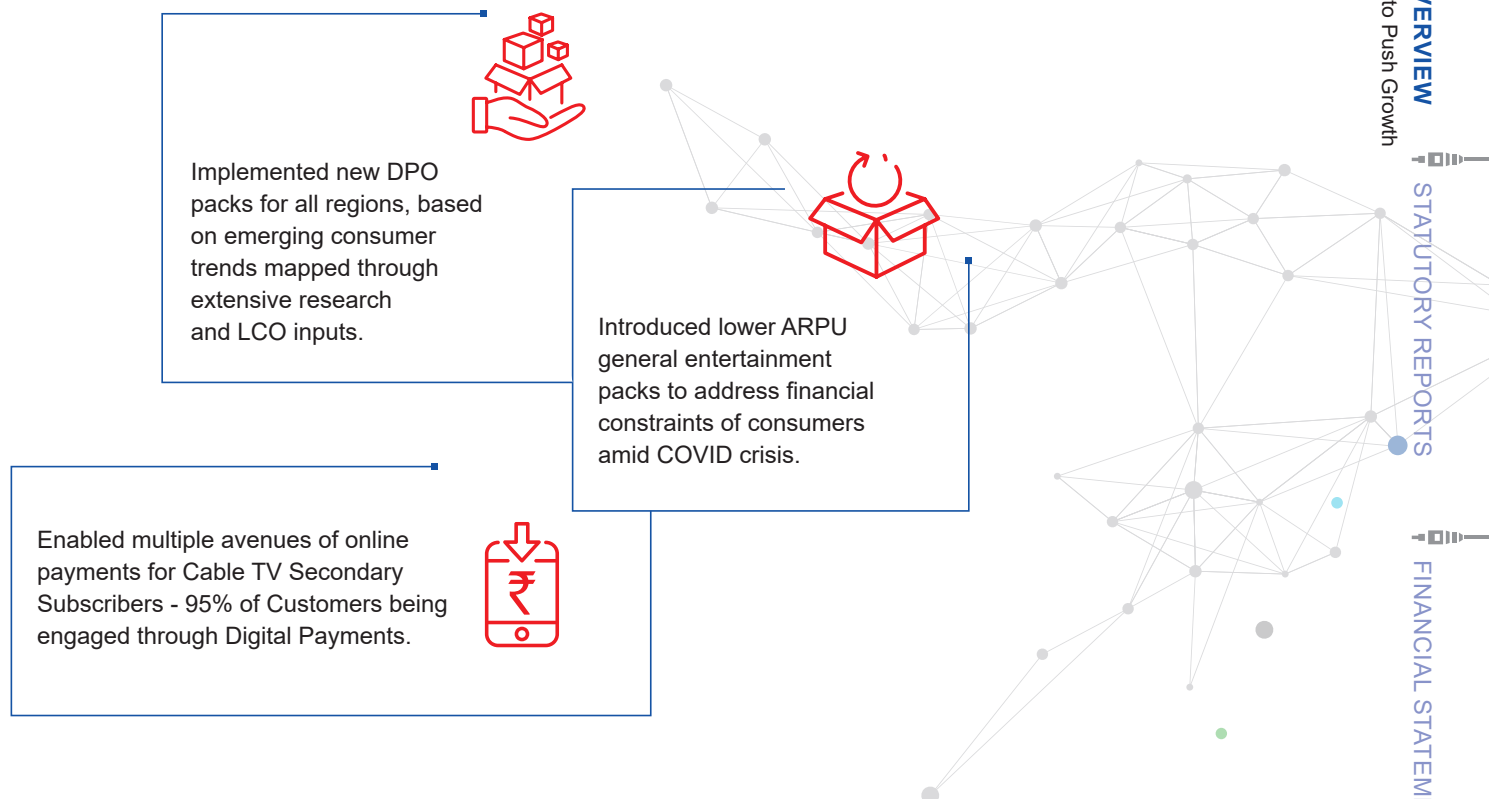 Implemented new DPO
packs for all regions, based
on emerging consumer
trends mapped through
extensive research
and LCO inputs.
Introduced lower ARPU
general entertainment
packs to address financial
constraints of consumers
amid COVID crisis.
Enabled multiple avenues of online
payments for Cable TV Secondary
Subscribers - 95% of Customers being
engaged through Digital Payments.
₹
to Push Growth
STATUTORY REPORTS
FINANCIAL